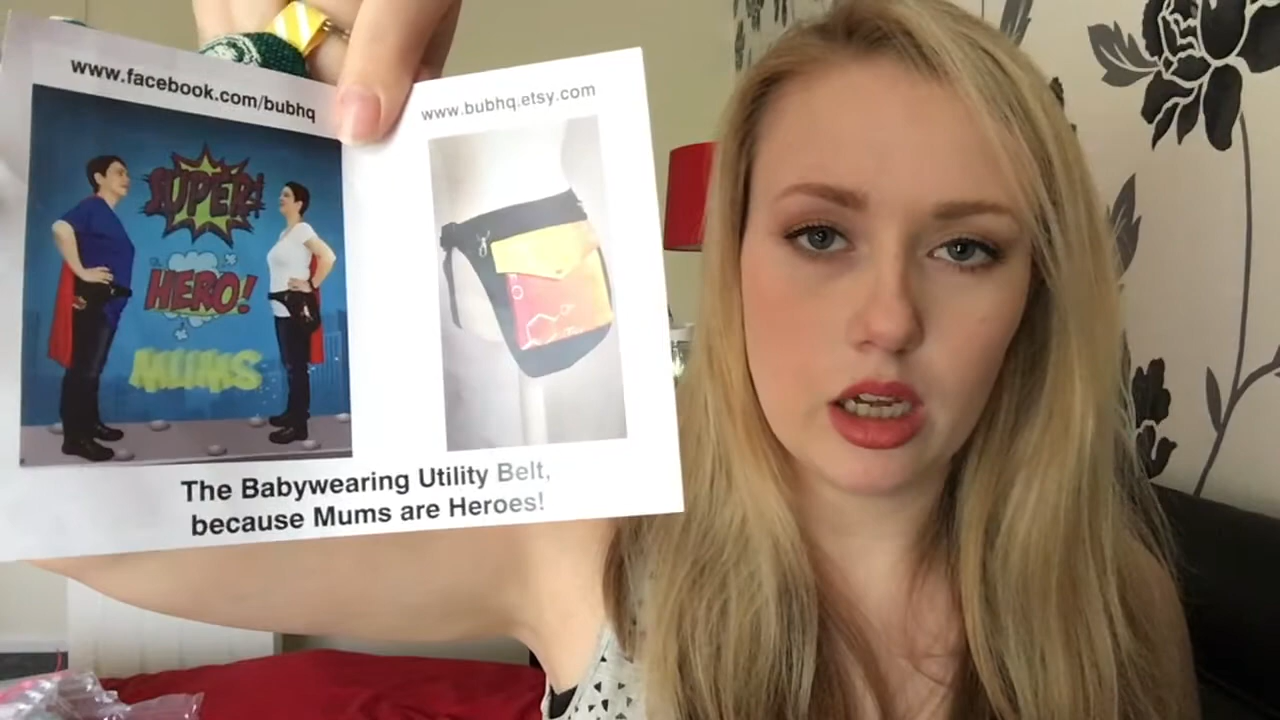 www.facebook.com/bubhq
www.bubhq.etsy.com
SUPER!
HERO!
MUMS
The Babywearing Utility Belt,
because Mums are Heroes!